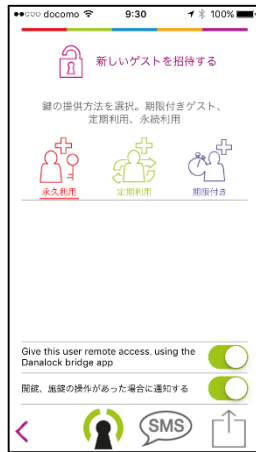 docomo 9:30 100%
新しいゲストを招待する
鍵の提供方法を選択。期限付きゲスト、
定期利用、永続利用
永久利用 定期利用 期限付き
Give this user remote access, using the
Danalock bridge app
開錠、施錠の操作があった場合に通知する
SMS